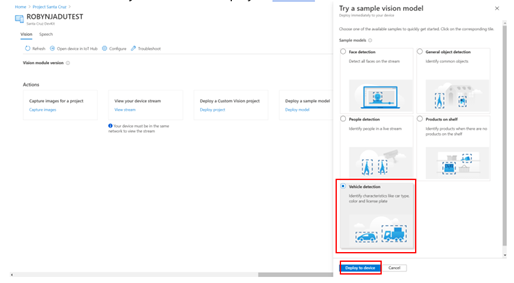 Home > Project Santa Cruz >
ROBYNJADUTEST
Santa Cruz Devkit
Vision Speech
Refresh Open device in IoT Hub Configure Troubleshoot
Vision module version
Actions
Capture images for a project
Capture images
View your device stream
View stream
Your device must be in the same
network to view the stream
Deploy a Custom Vision project
Deploy project
Deploy a sample model
Deploy model
Try a sample vision model
Deploy immediately to your device
Choose one of the available samples to quickly get started. Click on the corresponding tile.
Sample models
Face detection
Detect all faces on the stream
General object detection
Identify common objects
People detection
Identify people in a live stream
Products on shelf
Identify products when there are no
products on the shelf
Vehicle detection
Identify characteristics like car type,
color and license plate
Deploy to device Cancel